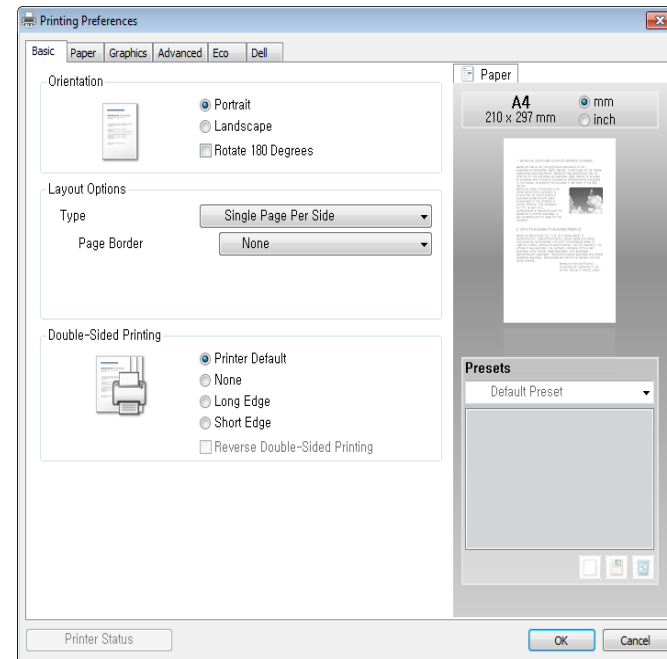 Printing Preferences
Basic Paper Graphics Advanced Eco Dell
Orientation
Portrait
Landscape
Rotate 180 Degrees
Layout Options
Type Single Page Per Side
Page Border None
Double-Sided Printing
Printer Default
None
Long Edge
Short Edge
Reverse Double-Sided Printing
Paper
A4
210 x 297 mm
mm
inch
Presets
Default Preset
Printer Status
OK Cancel